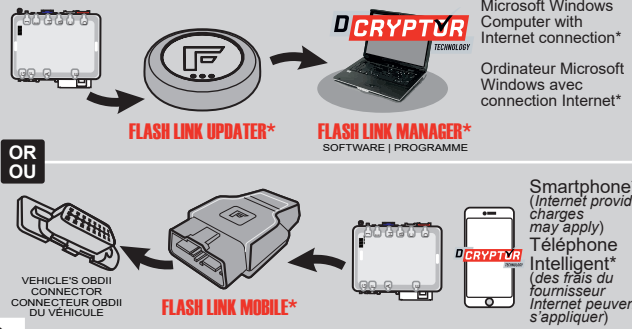 Microsoft Windows
Computer with
Internet connection*
Ordinateur Microsoft
Windows avec
connection Internet*
DCRYPTOR
TECHNOLOGY
F
FLASH LINK UPDATER*
FLASH LINK MANAGER*
SOFTWARE | PROGRAMME
OR
OU
VEHICLE'S OBDII
CONNECTOR
CONNECTEUR OBDII
DU VÉHICULE
F
FLASH LINK MOBILE*
DCRYPTOR
TECHNOLOGY
Smartphone
(Internet provid
charges
may apply)
Téléphone
Intelligent*
(des frais du
fournisseur
Internet peuven
s'appliquer)